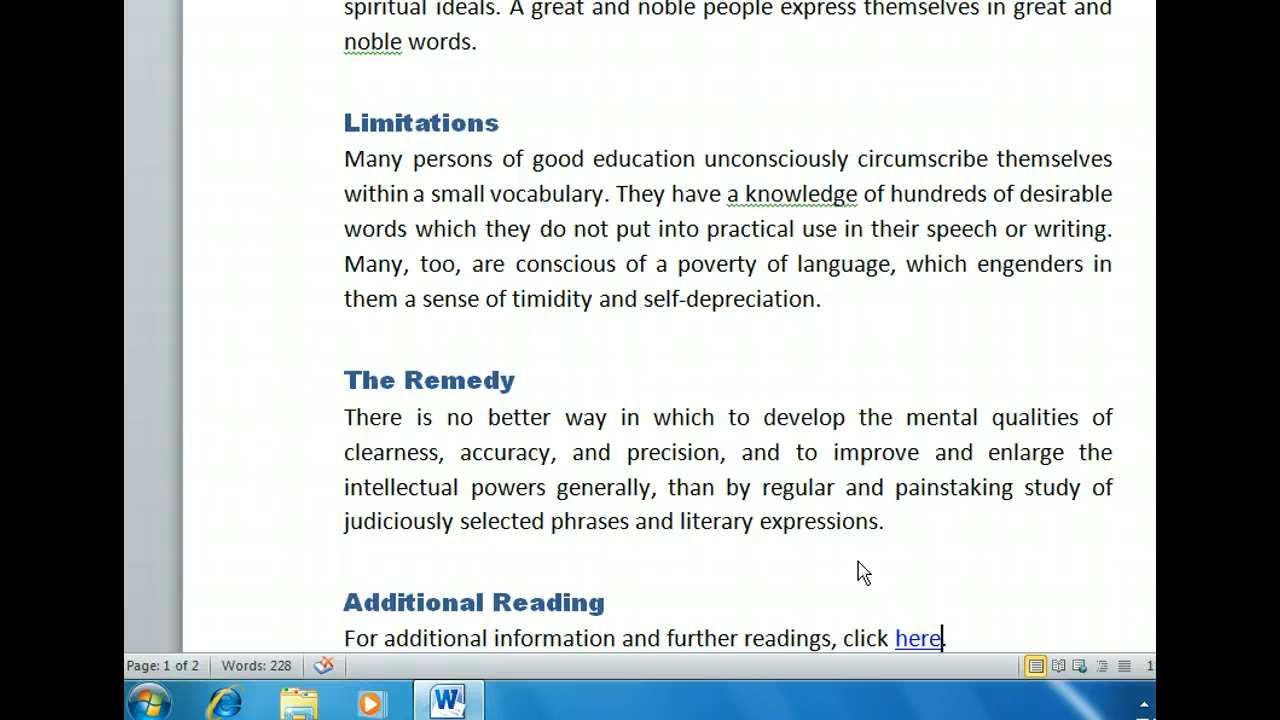 spiritual ideals. A great and noble people express themselves in great and
noble words.
Limitations
Many persons of good education unconsciously circumscribe themselves
within a small vocabulary. They have a knowledge of hundreds of desirable
words which they do not put into practical use in their speech or writing.
Many, too, are conscious of a poverty of language, which engenders in
them a sense of timidity and self-depreciation.
The Remedy
There is no better way in which to develop the mental qualities of
clearness, accuracy, and precision, and to improve and enlarge the
intellectual powers generally, than by regular and painstaking study of
judiciously selected phrases and literary expressions.
Additional Reading
For additional information and further readings, click here.
Page: 1 of 2 Words: 228